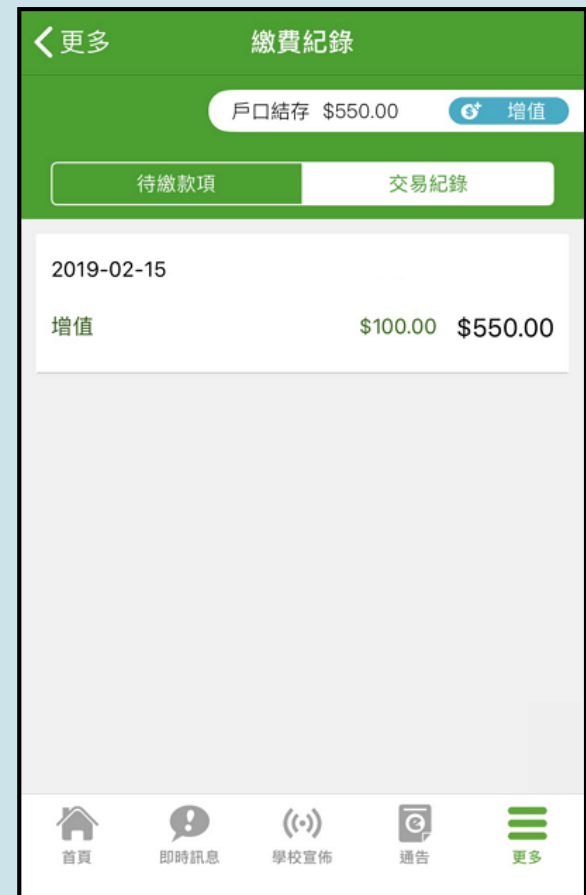 更多 繳費紀錄
戶口結存 $550.00 增值
待繳款項 交易紀錄
2019-02-15
增值 $100.00 $550.00
首頁 即時訊息 學校宣佈 通告 更多